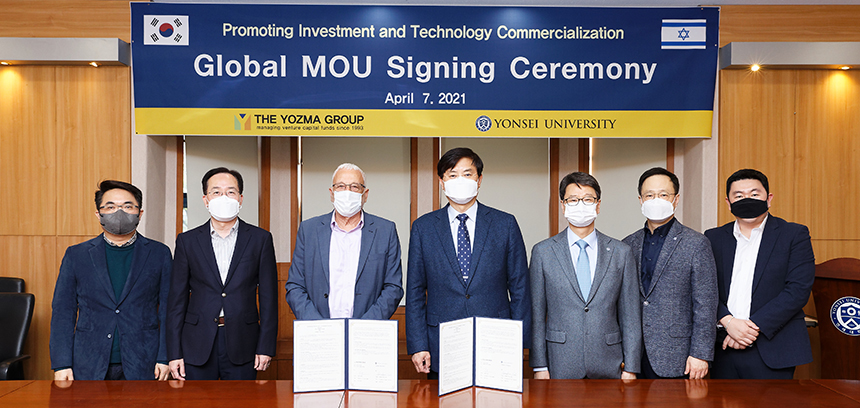 Promoting Investment and Technology Commercialization
Global MOU Signing Ceremony
April 7. 2021
THE YOZMA GROUP
managing venture capital funds since 1993
YONSEI UNIVERSITY